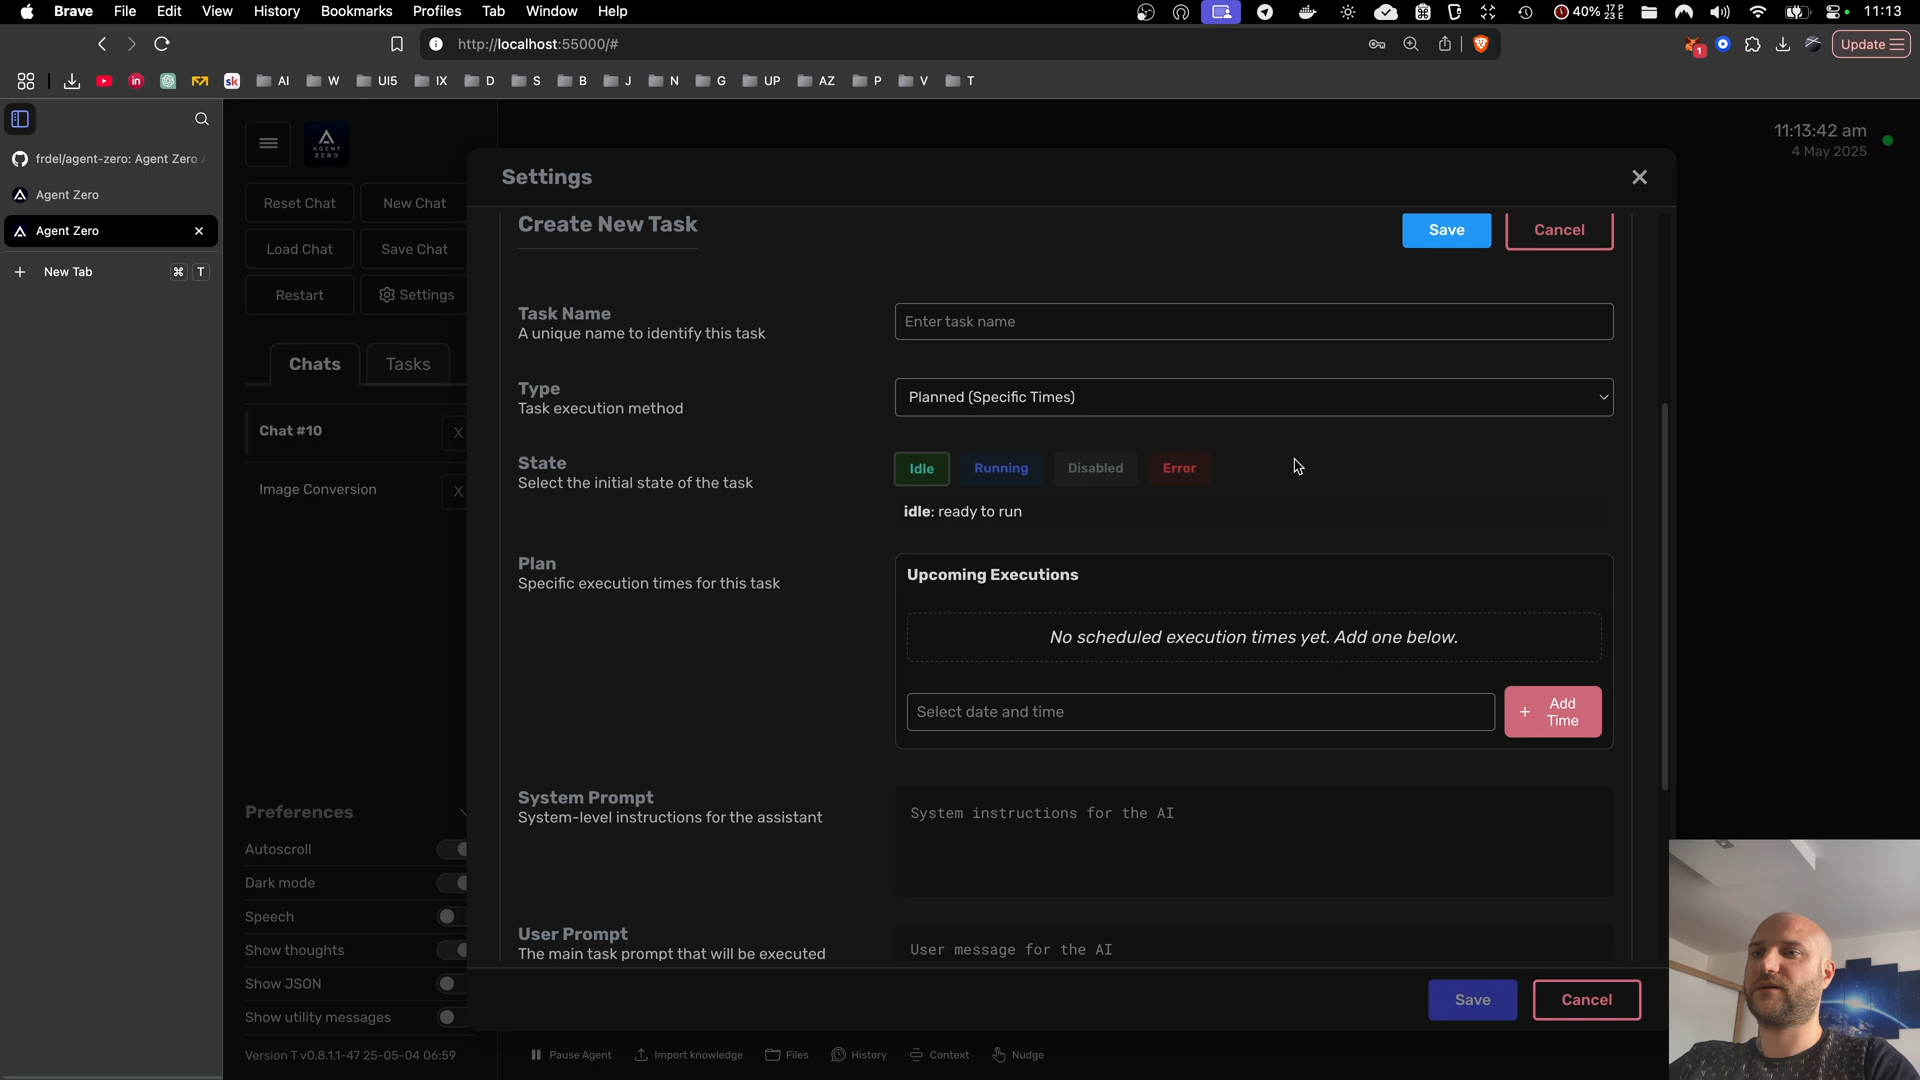 Brave File Edit View History Bookmarks Profiles Tab Window Help
40% 17 P 23 E
11:13
http://localhost:55000/#
1
Update
in
sk
AI W UI5 IX D S B J N G UP AZ P V T
frdel/agent-zero: Agent Zero
Agent Zero
Agent Zero
New Tab ⌘ T
AGENT
ZERO
11:13:42 am
4 May 2025
Reset Chat New Chat
Load Chat Save Chat
Restart Settings
Chats Tasks
Chat #10 X
Image Conversion X
Preferences
Autoscroll
Dark mode
Speech
Show thoughts
Show JSON
Show utility messages
Version T v0.8.1.1-47 25-05-04 06:59
Settings
Create New Task Save Cancel
Task Name
A unique name to identify this task
Enter task name
Type
Task execution method
Planned (Specific Times)
State
Select the initial state of the task
Idle Running Disabled Error
idle: ready to run
Plan
Specific execution times for this task
Upcoming Executions
No scheduled execution times yet. Add one below.
Select date and time
+ Add
Time
System Prompt
System-level instructions for the assistant
System instructions for the AI
User Prompt
The main task prompt that will be executed
User message for the AI
Save Cancel
Pause Agent Import knowledge Files History Context Nudge